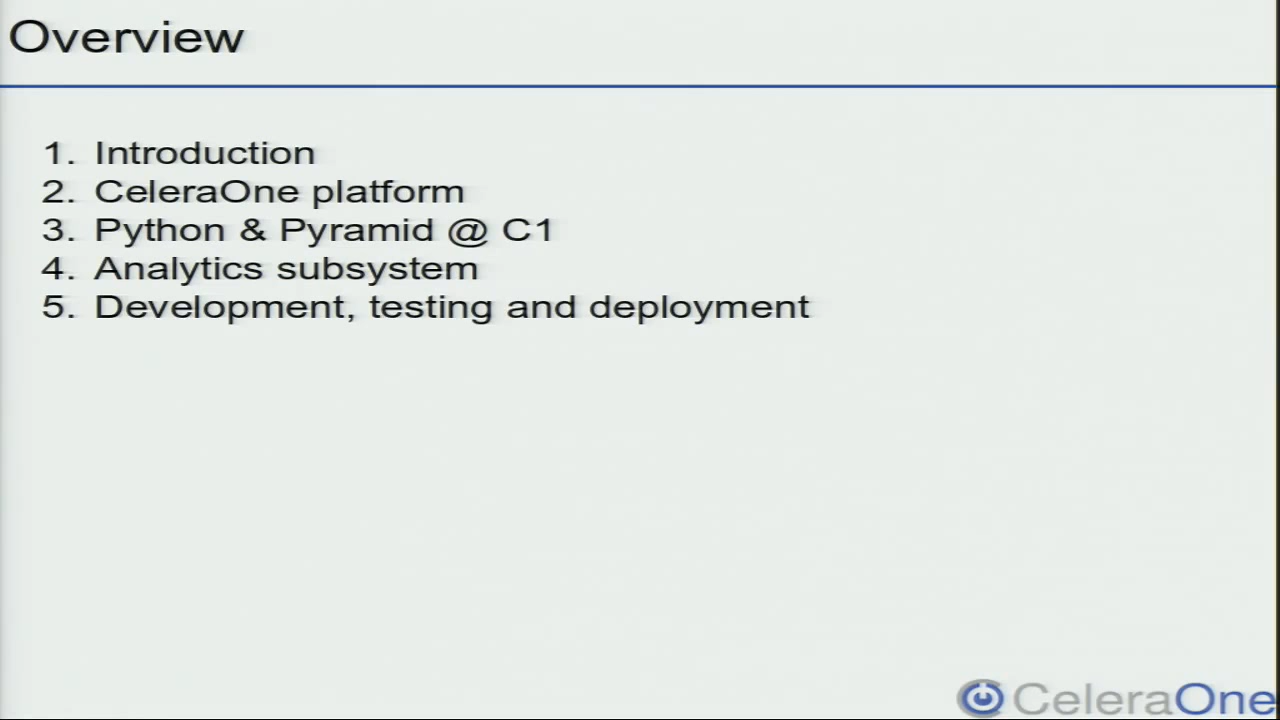 Overview
1. Introduction
2. CeleraOne platform
3. Python & Pyramid @ C1
4. Analytics subsystem
5. Development, testing and deployment
CeleraOne